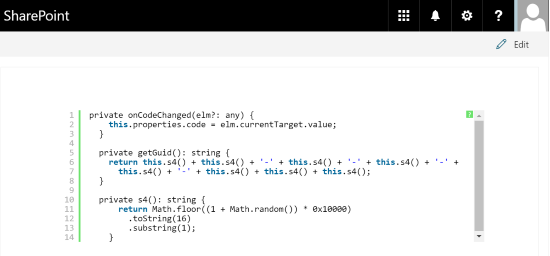 SharePoint
?
Edit
1 private onCodeChanged(elm?: any) {
2 this.properties.code = elm.currentTarget.value;
3 }
4
5 private getGuid(): string {
6 return this.s4() + this.s4() + '-' + this.s4() + '-' + this.s4() + '-' +
7 this.s4() + '-' + this.s4() + this.s4() + this.s4();
8 }
9
10 private s4(): string {
11 return Math.floor((1 + Math.random()) * 0x10000)
12 .toString(16)
13 .substring(1);
14 }
?